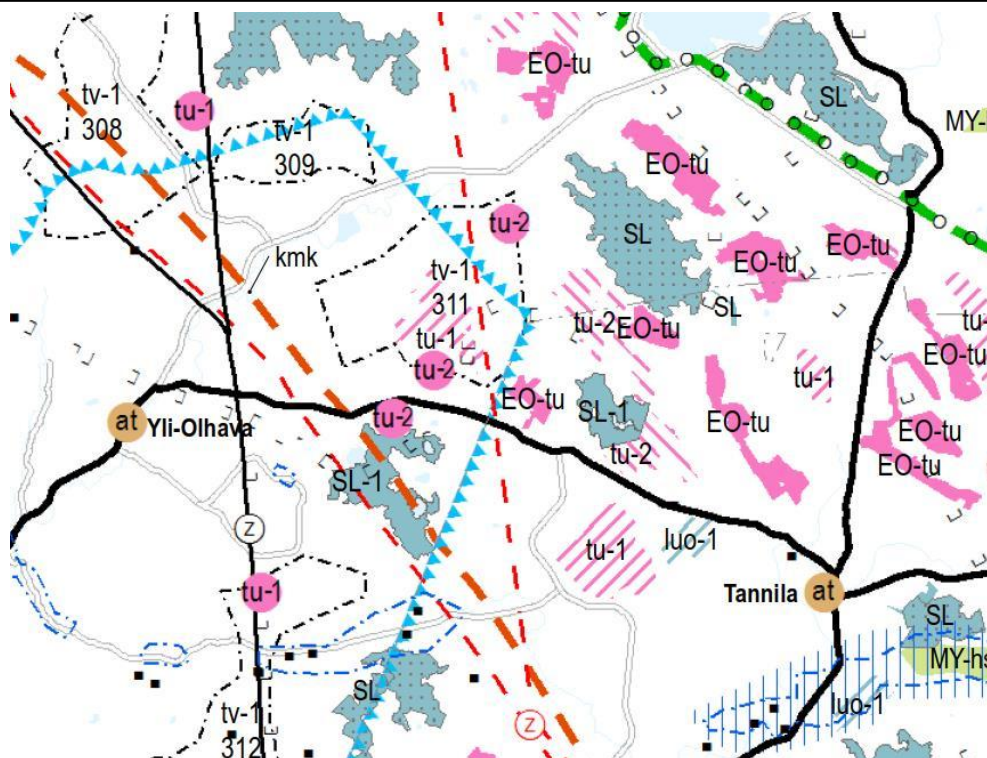 EO-tu
tv-1
308
tu-1
tv-1
309
SL
MY-
EO-tu
tu-2
SL
EO-tu
EO-tu
kmk
tv-1
311
SL
tu-2
EO-tu
tu-
tu-1
tu-2
EO-tu
tu-1
EO-tu
SL-1
EO-tu
EO-tu
at
Yli-Olhava
tu-2
tu-2
EO-tu
SL-1
Z
tu-1
luo-1
tu-1
Tannila
at
SL
MY-hs
SL
luo-1
tv-1
312
Z